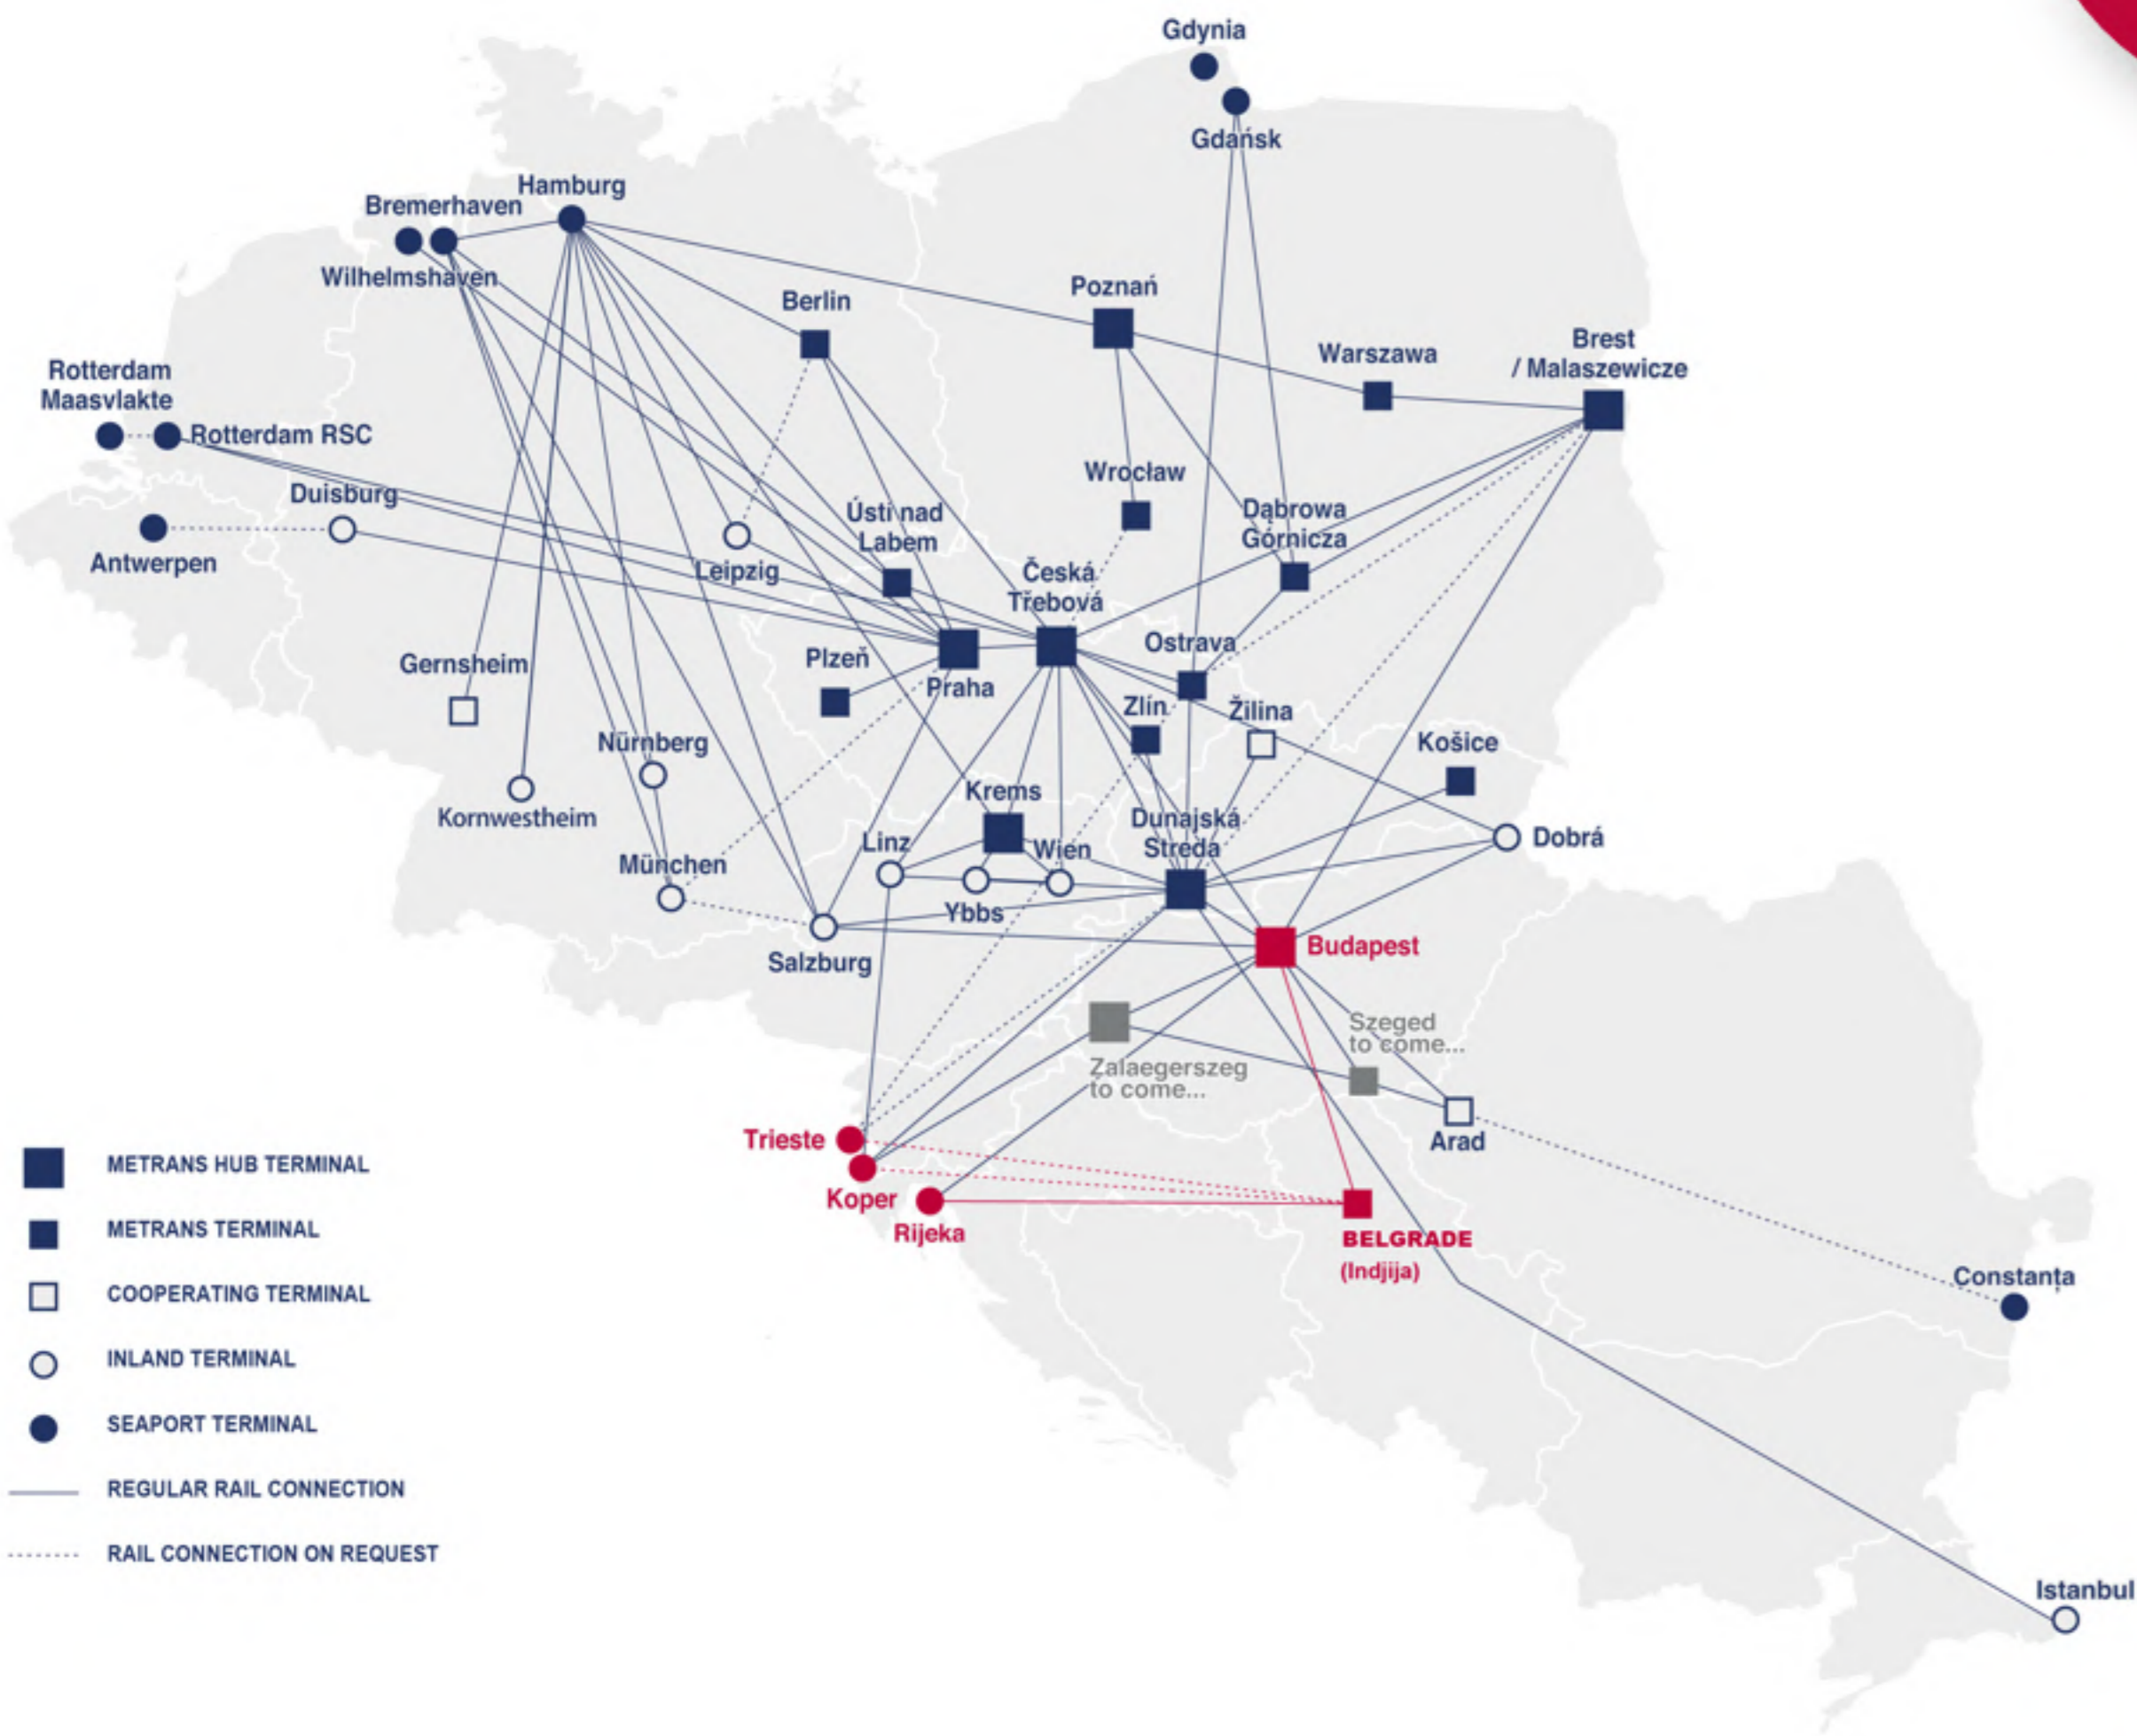 Gdynia
Gdańsk
Hamburg
Bremerhaven
Wilhelmshaven
Berlin
Poznań
Warszawa
Brest
/ Malaszewicze
Rotterdam
Maasvlakte
Rotterdam RSC
Duisburg
Antwerpen
Wrocław
Dąbrowa
Górnicza
Ústí nad
Labem
Leipzig
Česká
Třebová
Ostrava
Gernsheim
Plzeň
Praha
Zlín
Žilina
Košice
Nürnberg
Kornwestheim
Krems
Dunajská
Streda
Dobrá
Linz
Wien
München
Ybbs
Salzburg
Budapest
Szeged
to come...
Zalaegerszeg
to come...
Trieste
Koper
Rijeka
Arad
BELGRADE
(Indjija)
Constanța
Istanbul
METRANS HUB TERMINAL
METRANS TERMINAL
COOPERATING TERMINAL
INLAND TERMINAL
SEAPORT TERMINAL
REGULAR RAIL CONNECTION
RAIL CONNECTION ON REQUEST